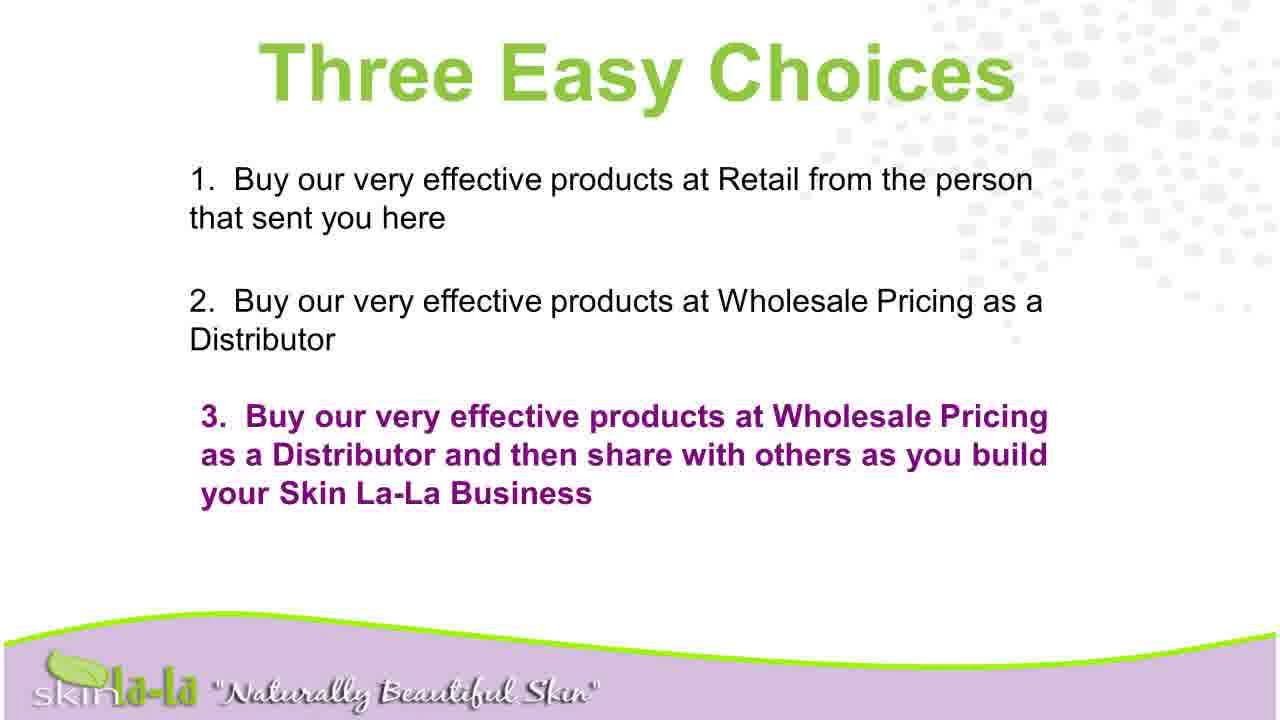 Three Easy Choices
1. Buy our very effective products at Retail from the person
that sent you here
2. Buy our very effective products at Wholesale Pricing as a
Distributor
3. Buy our very effective products at Wholesale Pricing
as a Distributor and then share with others as you build
your Skin La-La Business
skin la-la "Naturally Beautiful Skin"